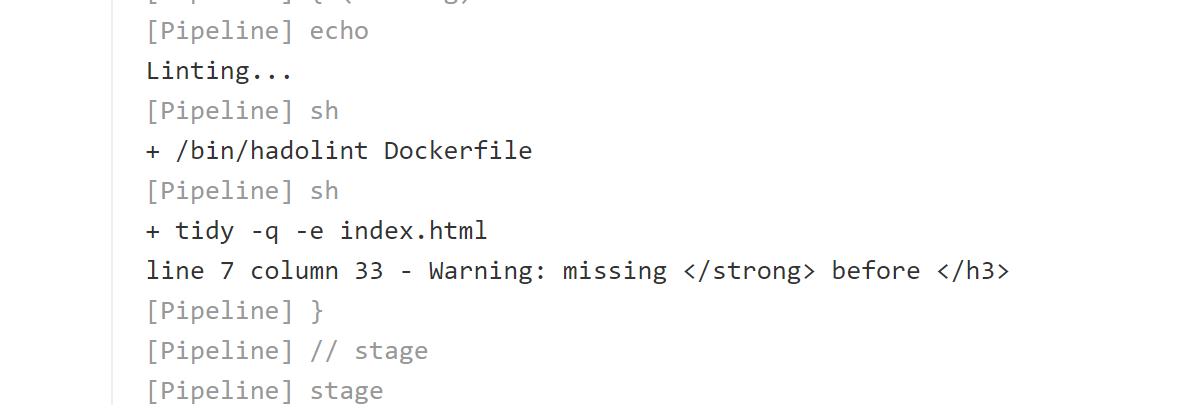 [Pipeline] echo
Linting...
[Pipeline] sh
+ /bin/hadolint Dockerfile
[Pipeline] sh
+ tidy -q -e index.html
line 7 column 33 - Warning: missing </strong> before </h3>
[Pipeline] }
[Pipeline] // stage
[Pipeline] stage